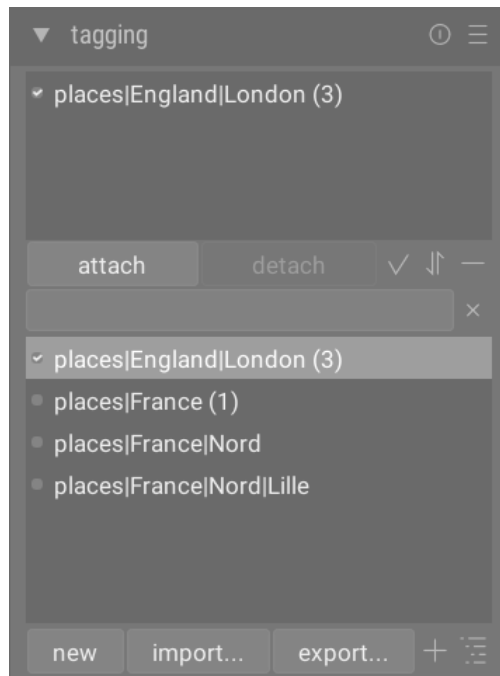 tagging
places|England|London (3)
attach detach
places|England|London (3)
places|France (1)
places|France|Nord
places|France|Nord|Lille
new import... export...